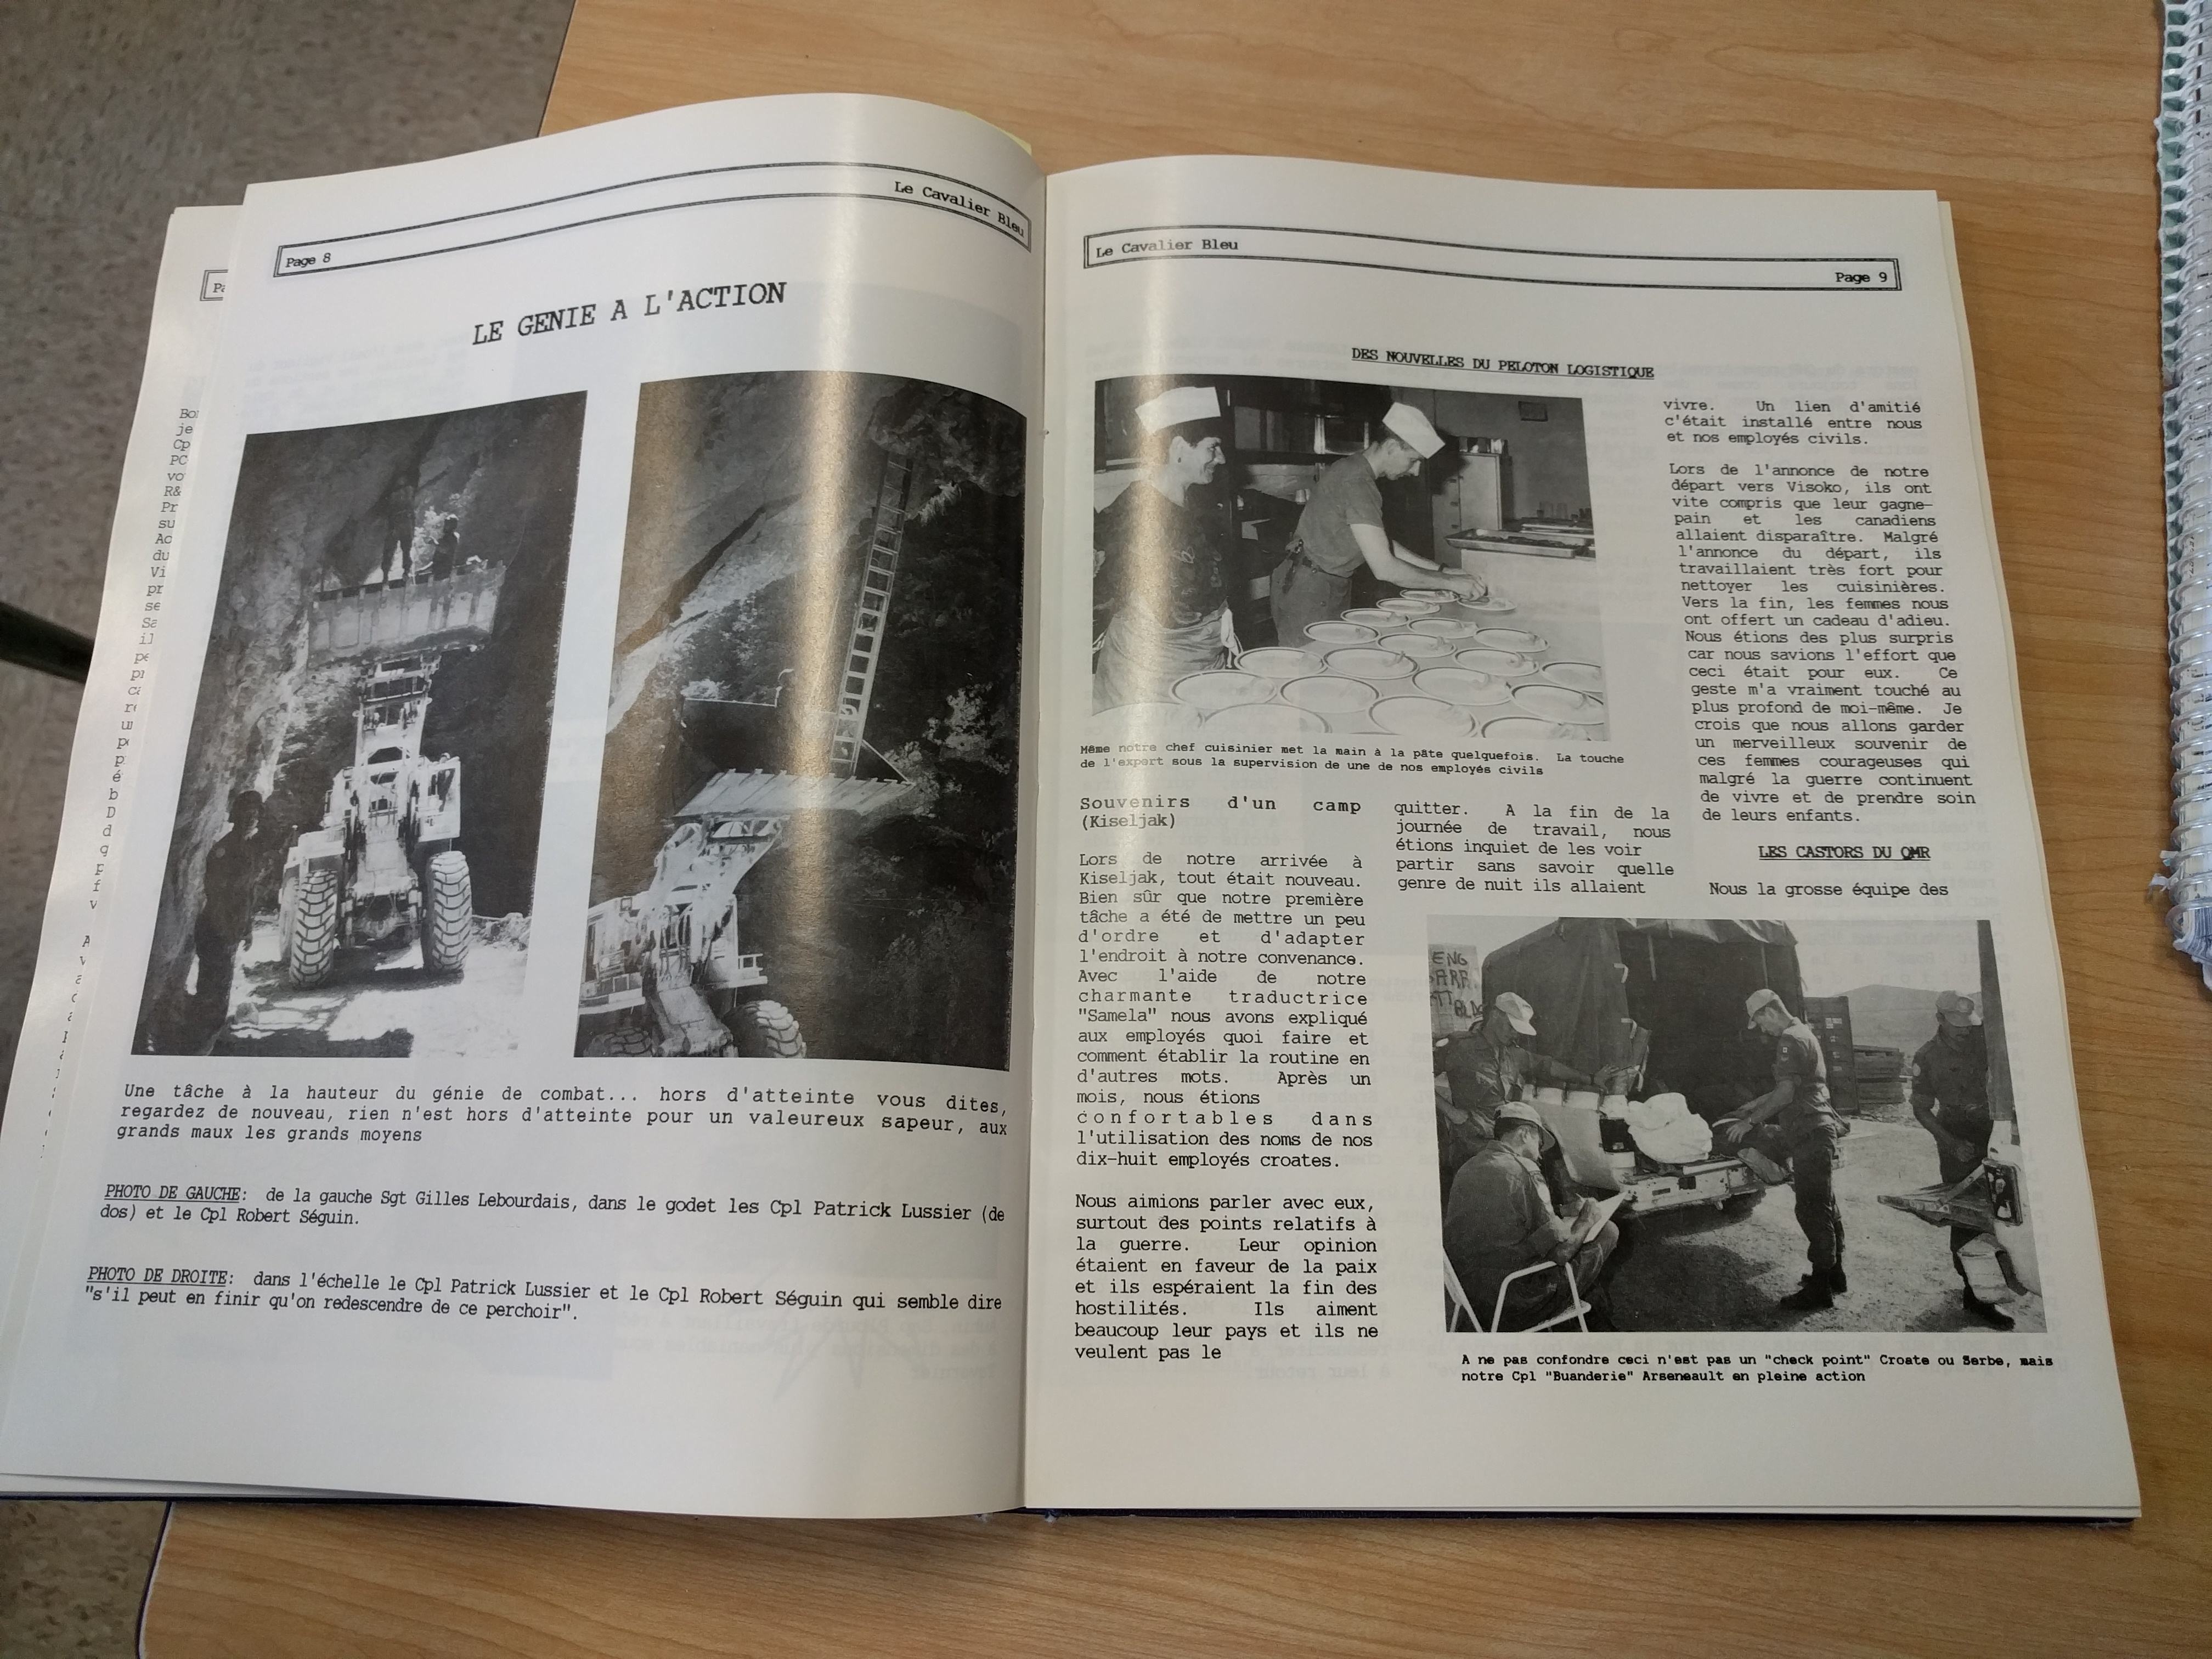 Page 8
Le Cavalier Bleu
LE GENIE A L'ACTION
Une tâche à la hauteur du génie de combat... hors d'atteinte vous dites,
regardez de nouveau, rien n'est hors d'atteinte pour un valeureux sapeur, aux
grands maux les grands moyens
PHOTO DE GAUCHE: de la gauche Sgt Gilles Lebourdais, dans le godet les Cpl Patrick Lussier (de
dos) et le Cpl Robert Séguin.
PHOTO DE DROITE: dans l'échelle le Cpl Patrick Lussier et le Cpl Robert Séguin qui semble dire
"s'il peut en finir qu'on redescendre de ce perchoir".
Le Cavalier Bleu
Page 9
DES NOUVELLES DU PELOTON LOGISTIQUE
Même notre chef cuisinier met la main à la pâte quelquefois. La touche
de l'expert sous la supervision de une de nos employés civils
Souvenirs d'un camp
(Kiseljak)
Lors de notre arrivée à
Kiseljak, tout était nouveau.
Bien sûr que notre première
tâche a été de mettre un peu
d'ordre et d'adapter
l'endroit à notre convenance.
Avec l'aide de notre
charmante traductrice
"Samela" nous avons expliqué
aux employés quoi faire et
comment établir la routine en
d'autres mots. Après un
mois, nous étions
confortables dans
l'utilisation des noms de nos
dix-huit employés croates.
Nous aimions parler avec eux,
surtout des points relatifs à
la guerre. Leur opinion
étaient en faveur de la paix
et ils espéraient la fin des
hostilités. Ils aiment
beaucoup leur pays et ils ne
veulent pas le
quitter. A la fin de la
journée de travail, nous
étions inquiet de les voir
partir sans savoir quelle
genre de nuit ils allaient
vivre. Un lien d'amitié
c'était installé entre nous
et nos employés civils.
Lors de l'annonce de notre
départ vers Visoko, ils ont
vite compris que leur gagne-
pain et les canadiens
allaient disparaître. Malgré
l'annonce du départ, ils
travaillaient très fort pour
nettoyer les cuisinières.
Vers la fin, les femmes nous
ont offert un cadeau d'adieu.
Nous étions des plus surpris
car nous savions l'effort que
ceci était pour eux. Ce
geste m'a vraiment touché au
plus profond de moi-même. Je
crois que nous allons garder
un merveilleux souvenir de
ces femmes courageuses qui
malgré la guerre continuent
de vivre et de prendre soin
de leurs enfants.
LES CASTORS DU QMR
Nous la grosse équipe des
ENG
A ne pas confondre ceci n'est pas un "check point" Croate ou Serbe, mais
notre Cpl "Buanderie" Arseneault en pleine action